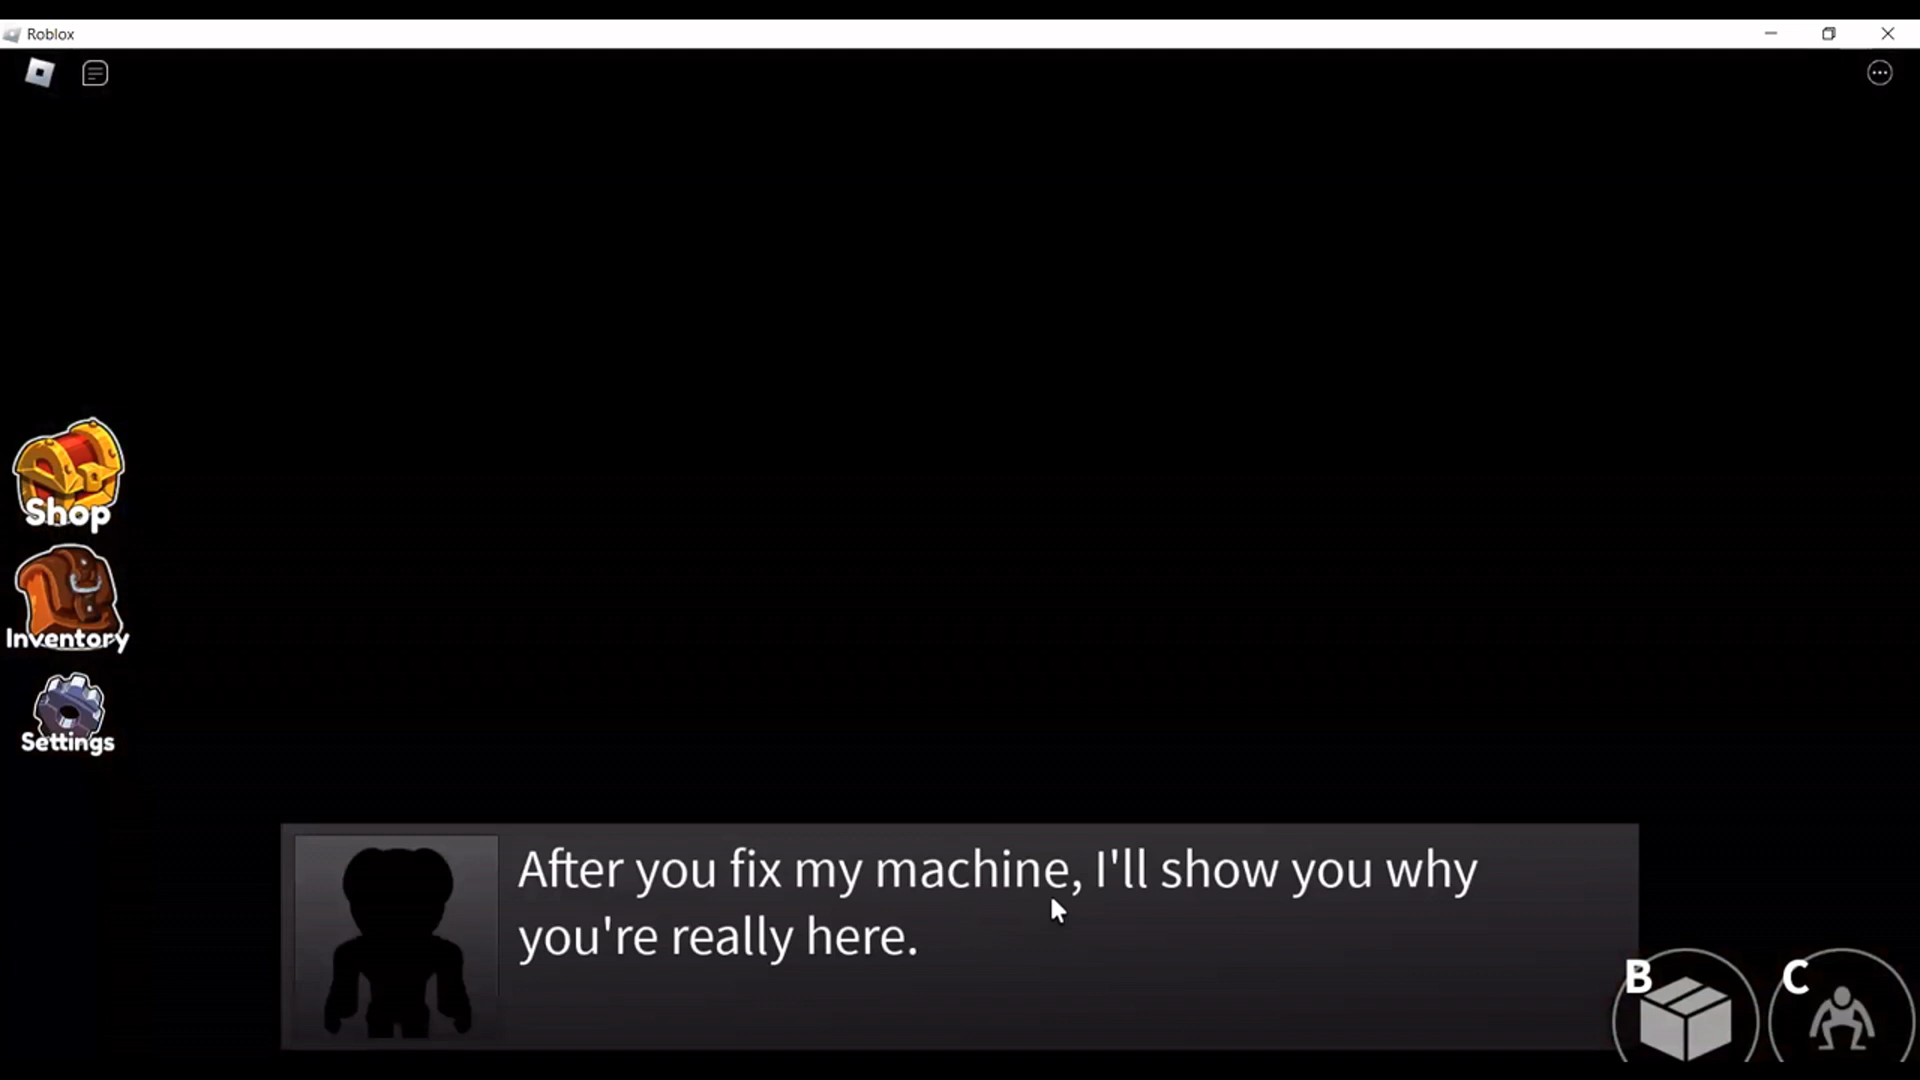 Roblox
Shop
Inventory
Settings
After you fix my machine, I'll show you why
you're really here.
B
C